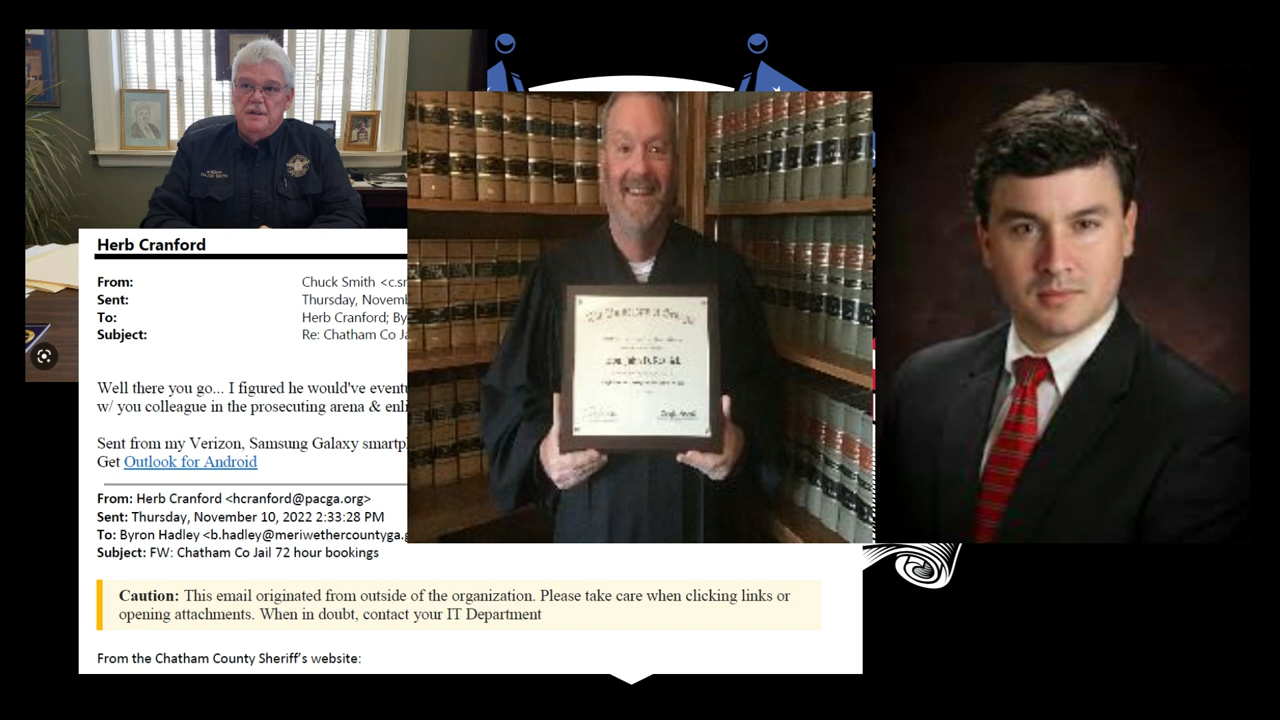 Herb Cranford
From: Chuck Smith <c.s
Sent: Thursday, Novem
To: Herb Cranford; By
Subject: Re: Chatham Co Ja
Well there you go... I figured he would've event
w/ you colleague in the prosecuting arena & enli
Sent from my Verizon, Samsung Galaxy smartp
Get Outlook for Android
From: Herb Cranford <hcranford@pacga.org>
Sent: Thursday, November 10, 2022 2:33:28 PM
To: Byron Hadley <b.hadley@meriwethercountyga.g
Subject: FW: Chatham Co Jail 72 hour bookings
Caution: This email originated from outside of the organization. Please take care when clicking links or
opening attachments. When in doubt, contact your IT Department
From the Chatham County Sheriff's website: